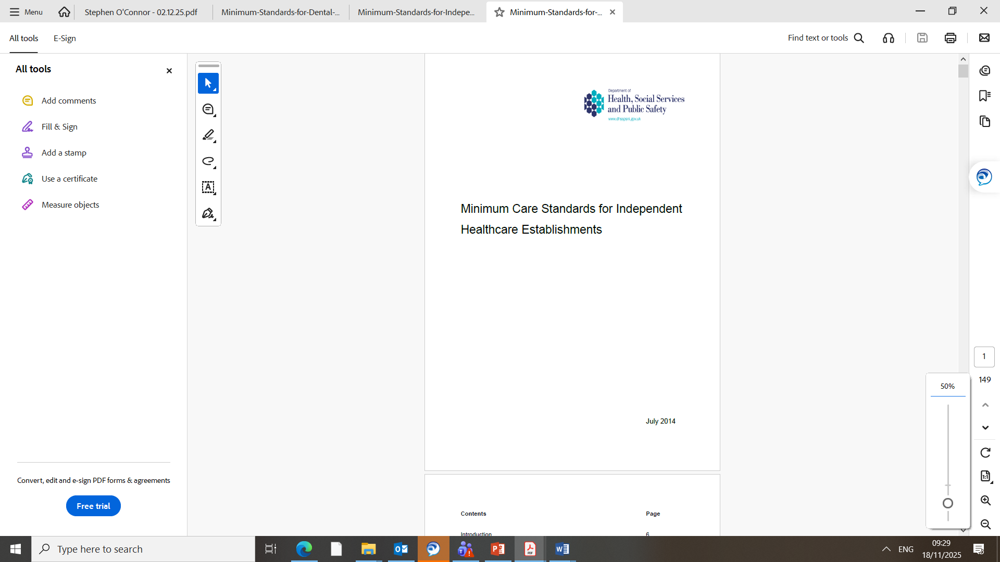 Menu
Stephen O'Connor - 02.12.25.pdf
Minimum-Standards-for-Dental-...
Minimum-Standards-for-Indepe...
Minimum-Standards-for-...
All tools
E-Sign
Find text or tools
All tools
Add comments
Fill & Sign
Add a stamp
Use a certificate
Measure objects
Convert, edit and e-sign PDF forms & agreements
Free trial
Department of
Health, Social Services
and Public Safety
www.dhsspsni.gov.uk
Minimum Care Standards for Independent
Healthcare Establishments
July 2014
Contents Page
Introduction 6
1
149
50%
Type here to search
ENG
09:29
18/11/2025